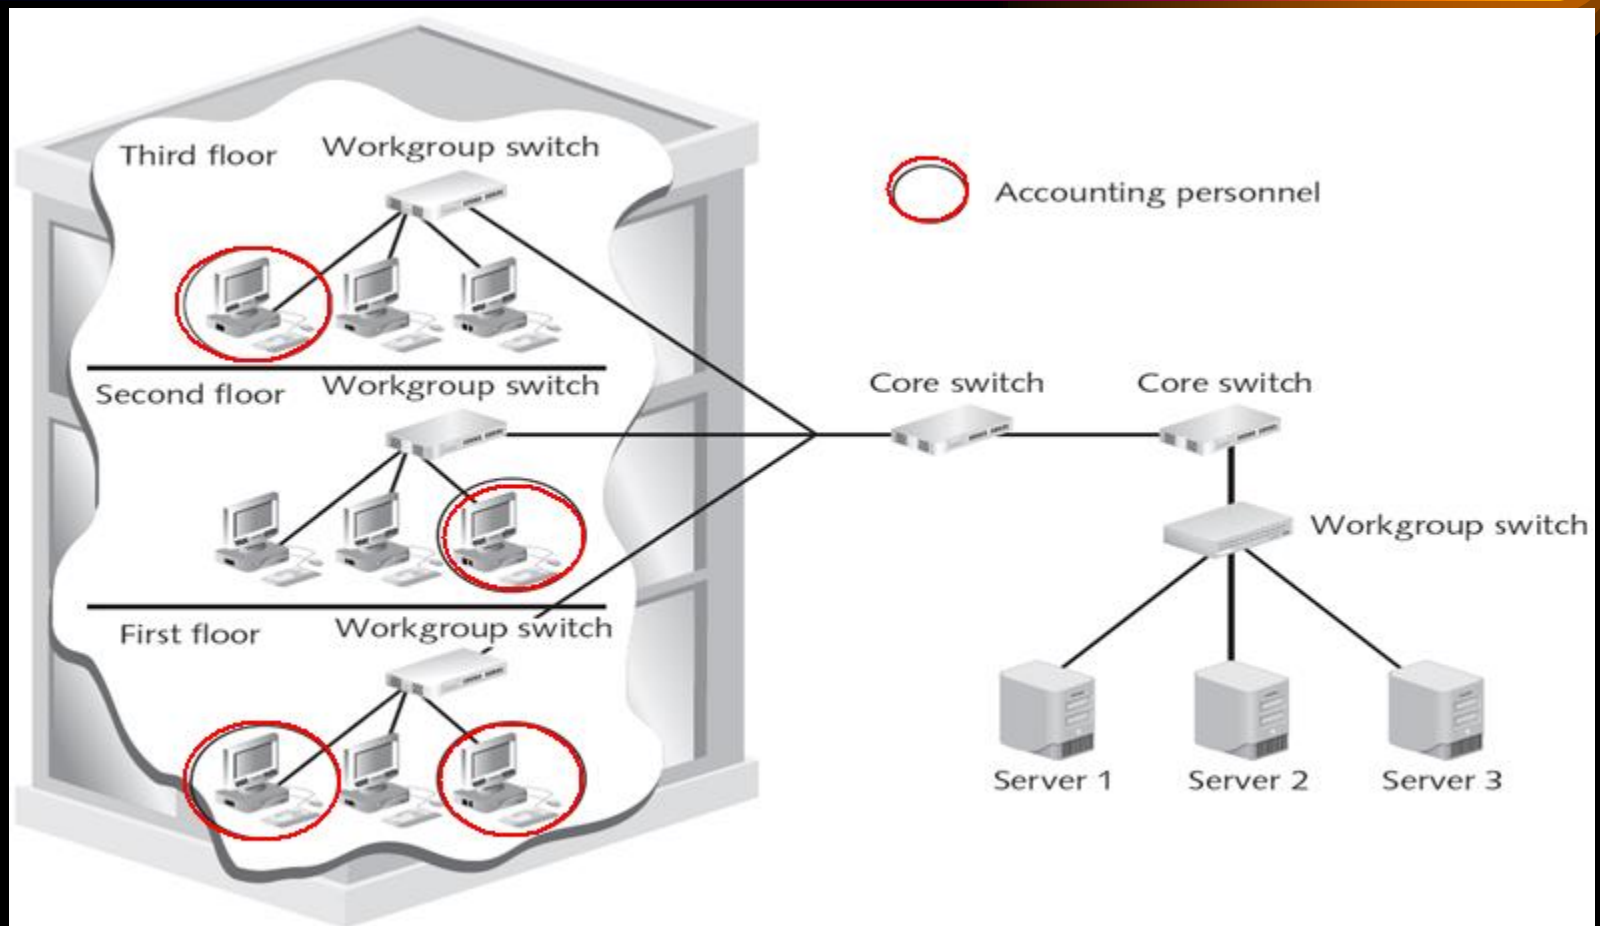 Third floor
Workgroup switch
Accounting personnel
Second floor
Workgroup switch
Core switch
Core switch
Workgroup switch
First floor
Workgroup switch
Server 1
Server 2
Server 3